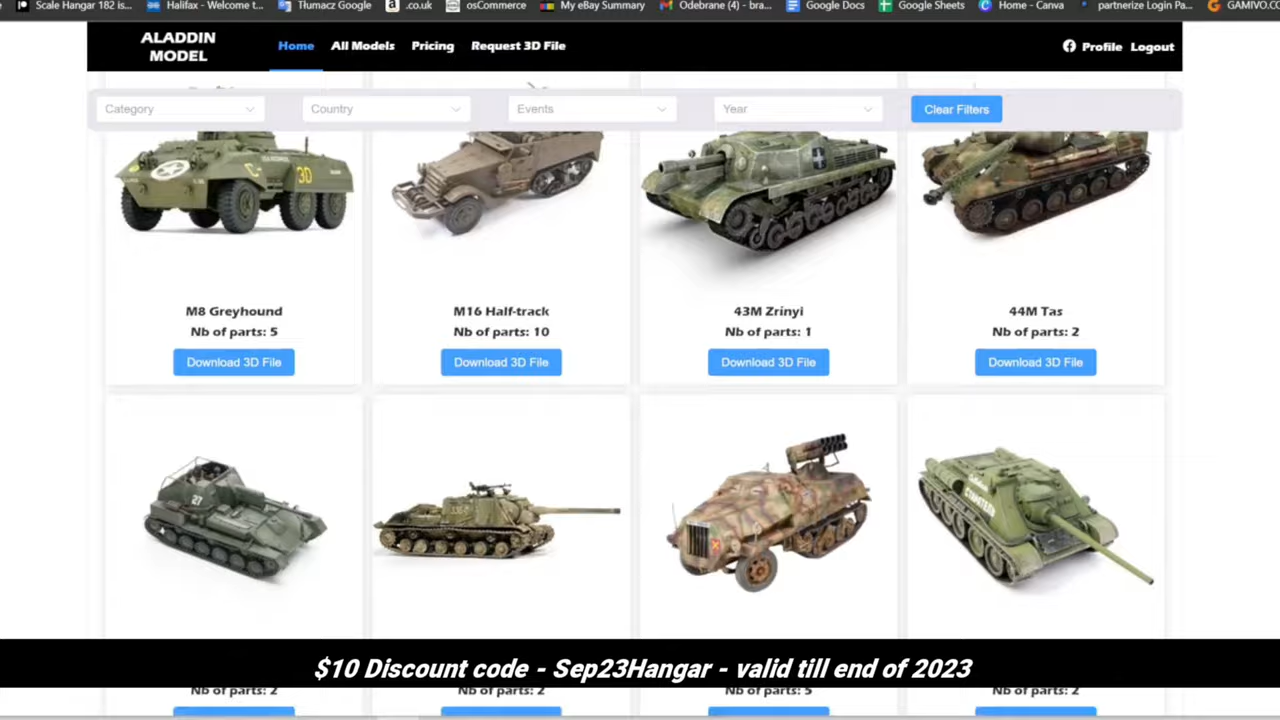 Scale Hangar 182 is...
Halifax - Welcome t...
Tłumacz Google
.co.uk
osCommerce
My eBay Summary
Odebrane (4) - bra...
Google Docs
Google Sheets
Home - Canva
partnerize Login Pa...
GAMIVO.CO
ALADDIN
MODEL
Home
All Models
Pricing
Request 3D File
Profile
Logout
Category
Country
Events
Year
Clear Filters
3D
M8 Greyhound
M16 Half-track
43M Zrinyi
44M Tas
Nb of parts: 5
Nb of parts: 10
Nb of parts: 1
Nb of parts: 2
Download 3D File
Download 3D File
Download 3D File
Download 3D File
27
$10 Discount code - Sep23Hangar - valid till end of 2023
Nb of parts: 2
Nb of parts: 2
Nb of parts: 5
Nb of parts: 2